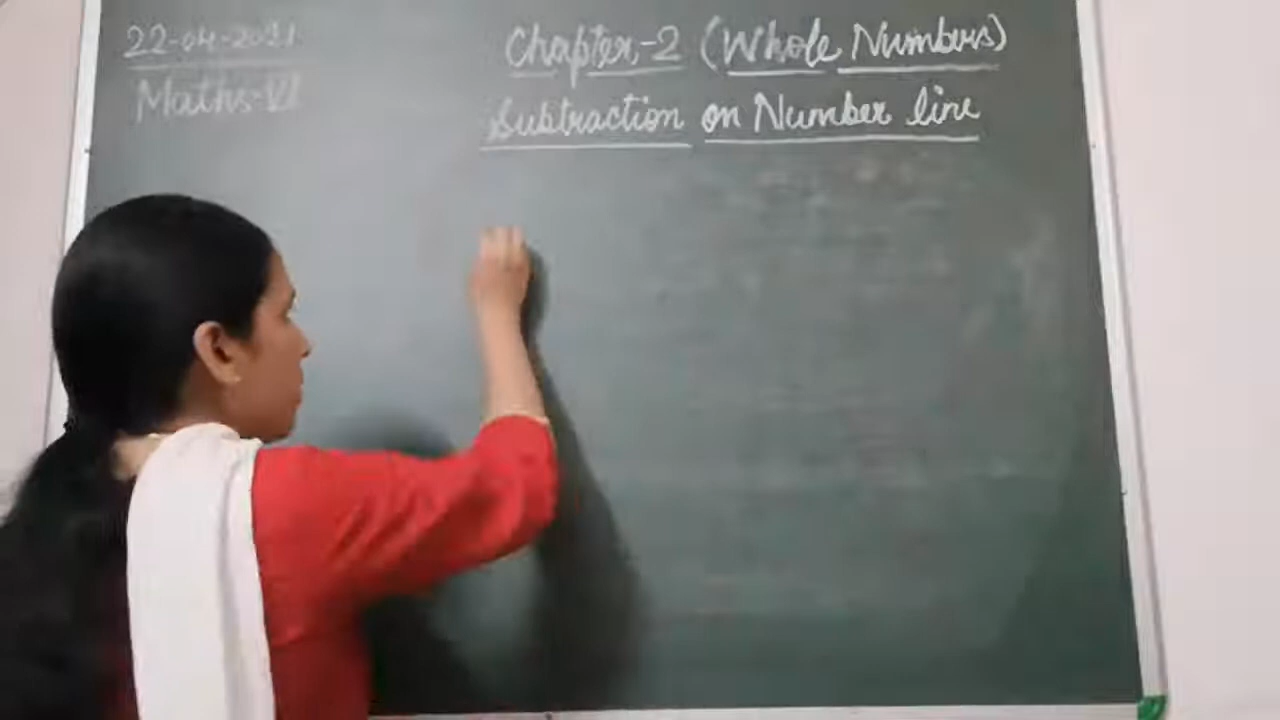 22-04-2021
Maths-VI
Chapter-2 (Whole Numbers)
Subtraction on Number line